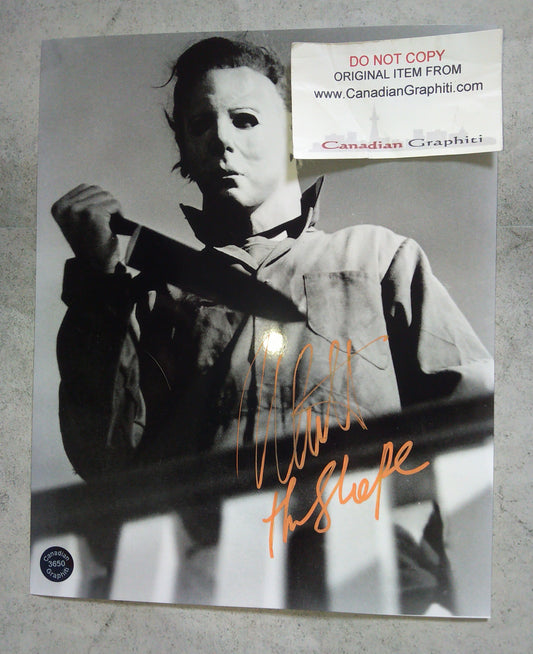 DO NOT COPY
ORIGINAL ITEM FROM
www.CanadianGraphiti.com
Canadian Graphiti
the Shape
Canadian
3650
Graphiti